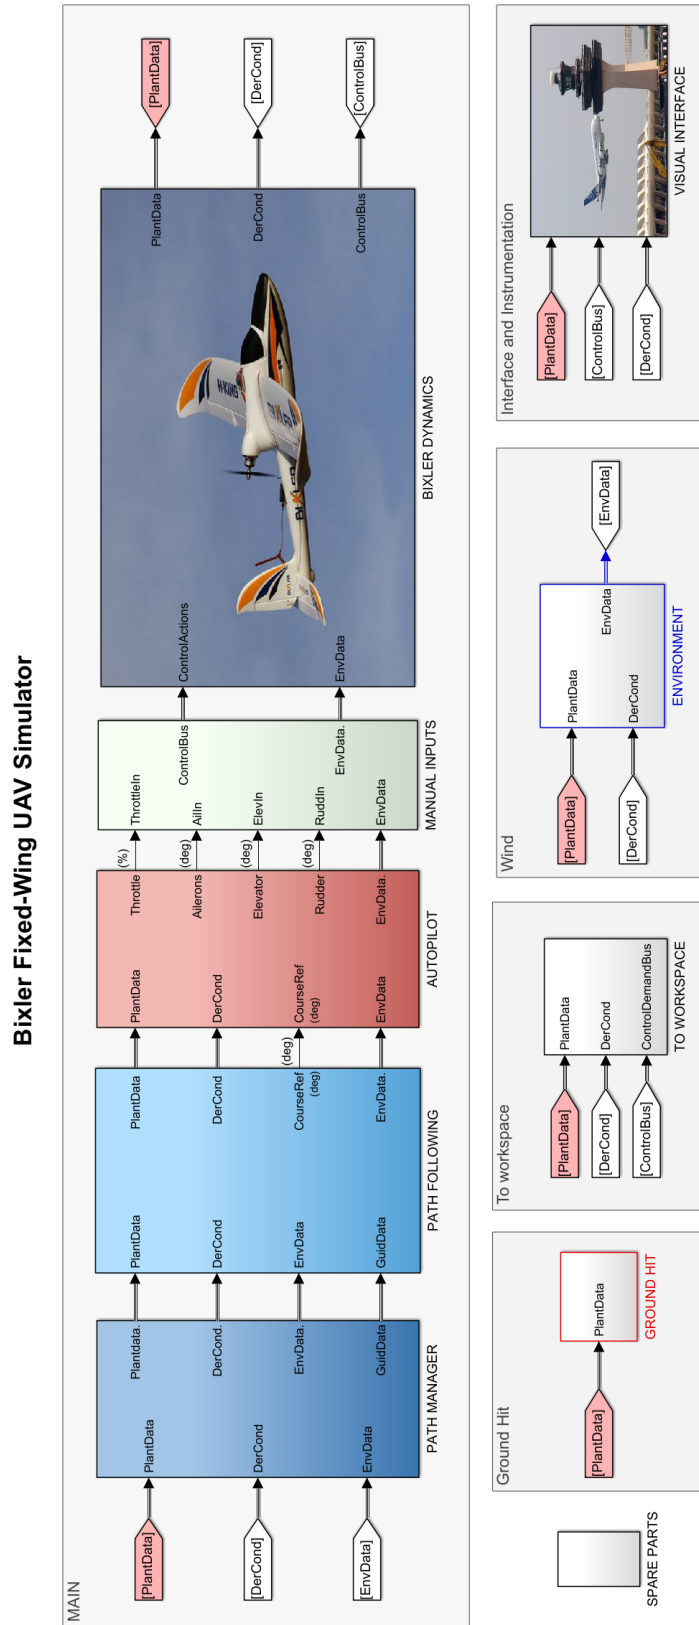 Bixler Fixed-Wing UAV Simulator
MAIN
[PlantData]
[DerCond]
[EnvData]
PlantData
DerCond
EnvData
Plantdata.
DerCond.
EnvData.
GuidData
PATH MANAGER
PlantData
DerCond
EnvData
GuidData
PlantData
DerCond
CourseRef
(deg)
EnvData.
PATH FOLLOWING
(deg)
PlantData
DerCond
CourseRef
(deg)
EnvData
Throttle
Ailerons
Elevator
Rudder
EnvData.
AUTOPILOT
(%)
(deg)
(deg)
(deg)
ThrottleIn
AilIn
ElevIn
RuddIn
EnvData
ControlBus
EnvData.
MANUAL INPUTS
ControlActions
EnvData
H-KING
BIXLER
PlantData
DerCond
ControlBus
BIXLER DYNAMICS
[PlantData]
[DerCond]
[ControlBus]
SPARE PARTS
Ground Hit
[PlantData]
PlantData
GROUND HIT
To workspace
[PlantData]
[DerCond]
[ControlBus]
PlantData
DerCond
ControlDemandBus
TO WORKSPACE
Wind
[PlantData]
[DerCond]
PlantData
DerCond
EnvData
ENVIRONMENT
[EnvData]
Interface and Instrumentation
[PlantData]
[ControlBus]
[DerCond]
VISUAL INTERFACE